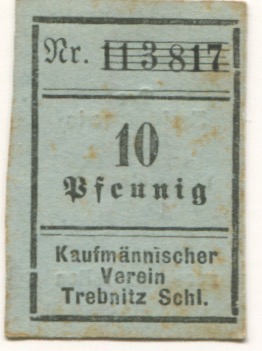 Nr. 113817
10
Pfennig
Kaufmännischer
Verein
Trebnitz Schl.